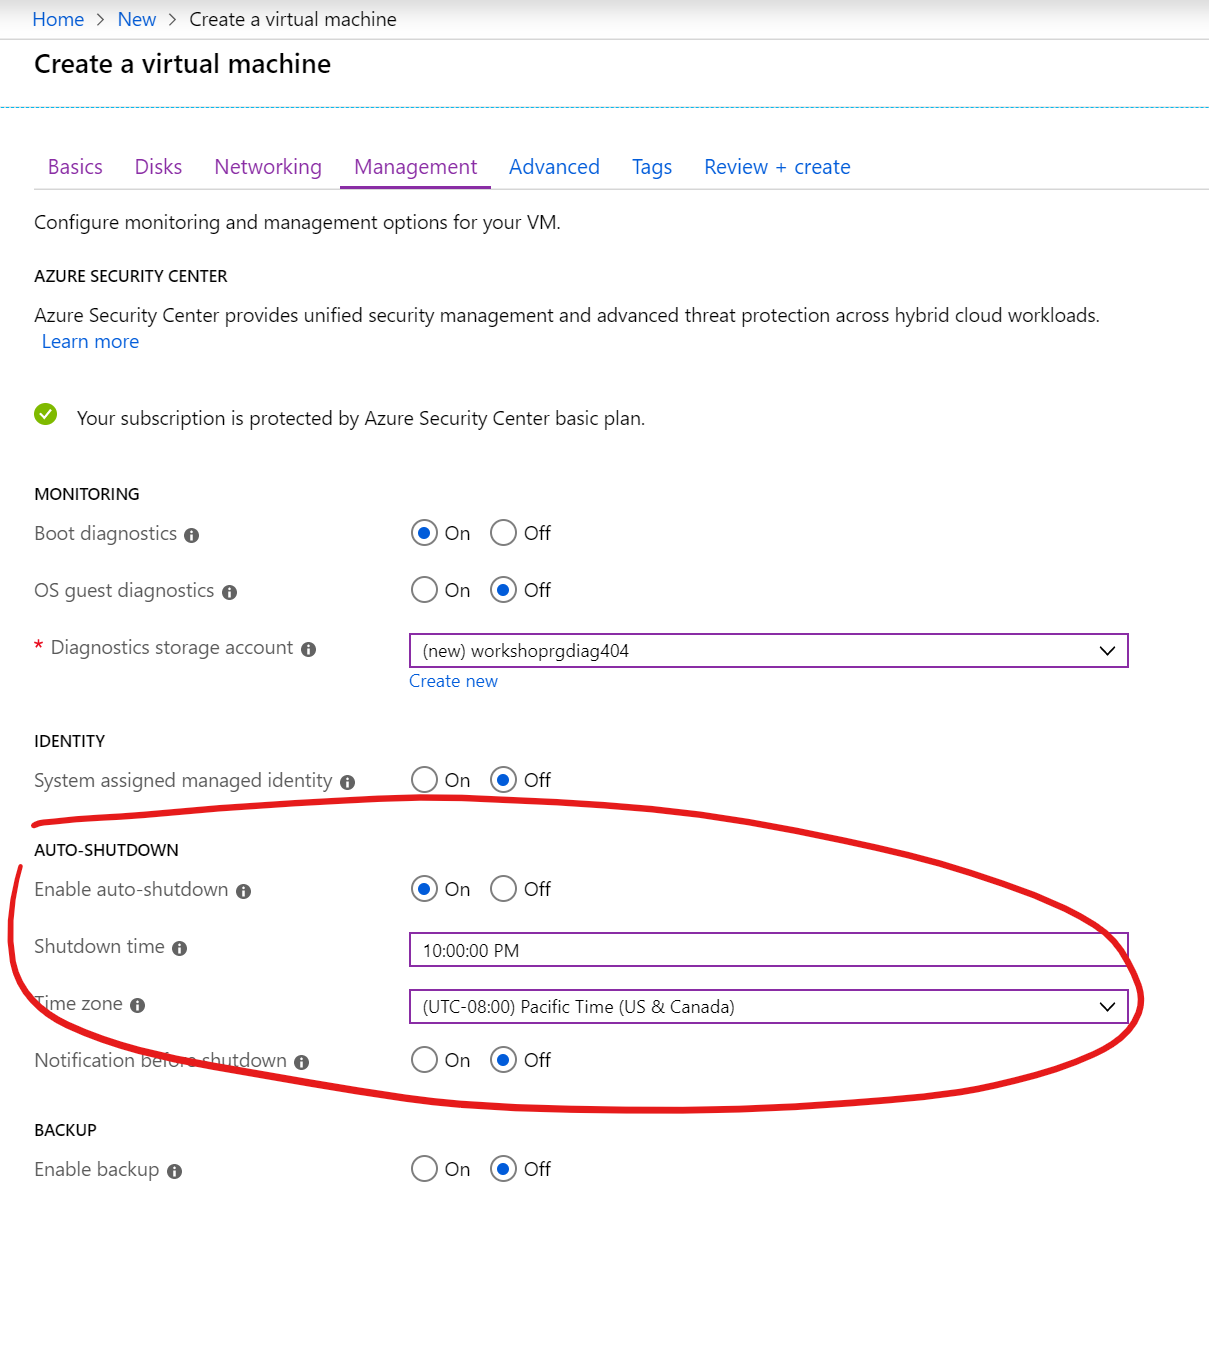 Home > New > Create a virtual machine
Create a virtual machine
Basics Disks Networking Management Advanced Tags Review + create
Configure monitoring and management options for your VM.
AZURE SECURITY CENTER
Azure Security Center provides unified security management and advanced threat protection across hybrid cloud workloads.
Learn more
Your subscription is protected by Azure Security Center basic plan.
MONITORING
Boot diagnostics On Off
OS guest diagnostics On Off
* Diagnostics storage account (new) workshoprgdiag404
Create new
IDENTITY
System assigned managed identity On Off
AUTO-SHUTDOWN
Enable auto-shutdown On Off
Shutdown time 10:00:00 PM
Time zone (UTC-08:00) Pacific Time (US & Canada)
Notification before shutdown On Off
BACKUP
Enable backup On Off